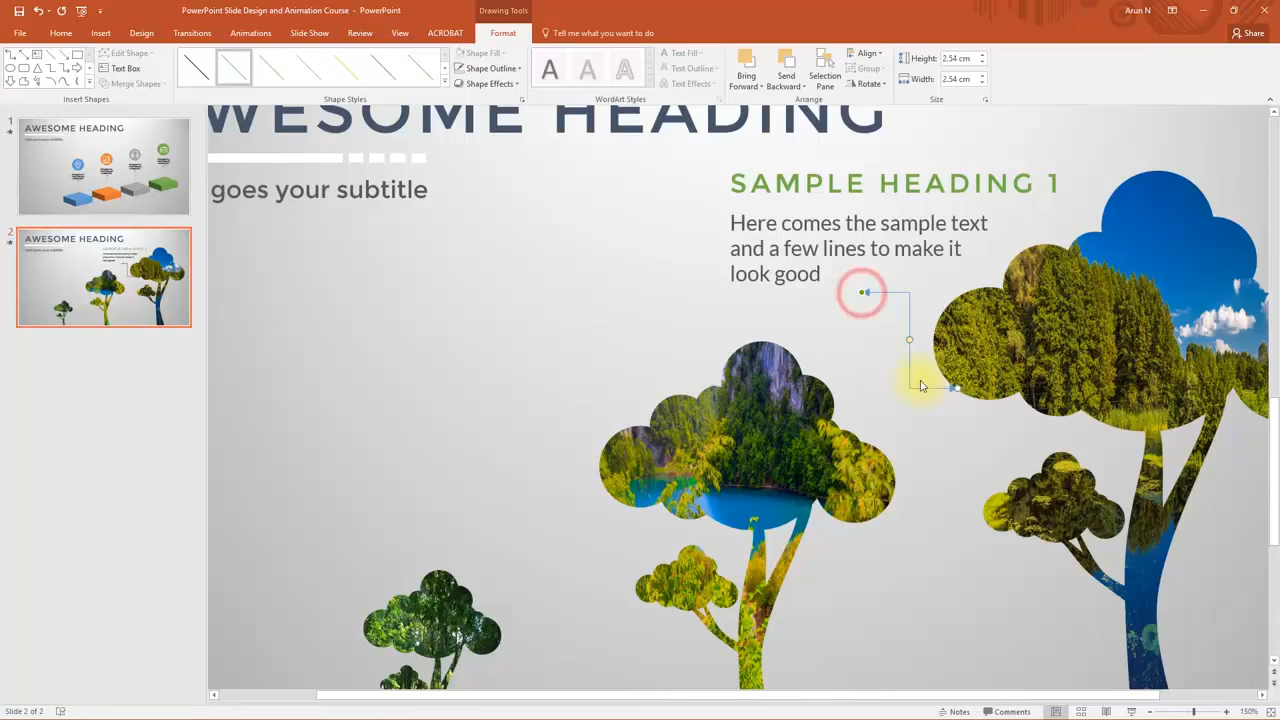 PowerPoint Slide Design and Animation Course - PowerPoint
Drawing Tools
Arun N
File
Home
Insert
Design
Transitions
Animations
Slide Show
Review
View
ACROBAT
Format
Tell me what you want to do
Share
Edit Shape
Text Box
Merge Shapes
Insert Shapes
Shape Fill
Shape Outline
Shape Effects
Shape Styles
A
A
A
Text Fill
Text Outline
Text Effects
WordArt Styles
Bring
Forward
Send
Backward
Selection
Pane
Align
Group
Rotate
Arrange
Height:
2.54 cm
Width:
2.54 cm
Size
1
AWESOME HEADING
2
AWESOME HEADING
WESOME HEADING
goes your subtitle
SAMPLE HEADING 1
Here comes the sample text
and a few lines to make it
look good
Slide 2 of 2
Notes
Comments
150%